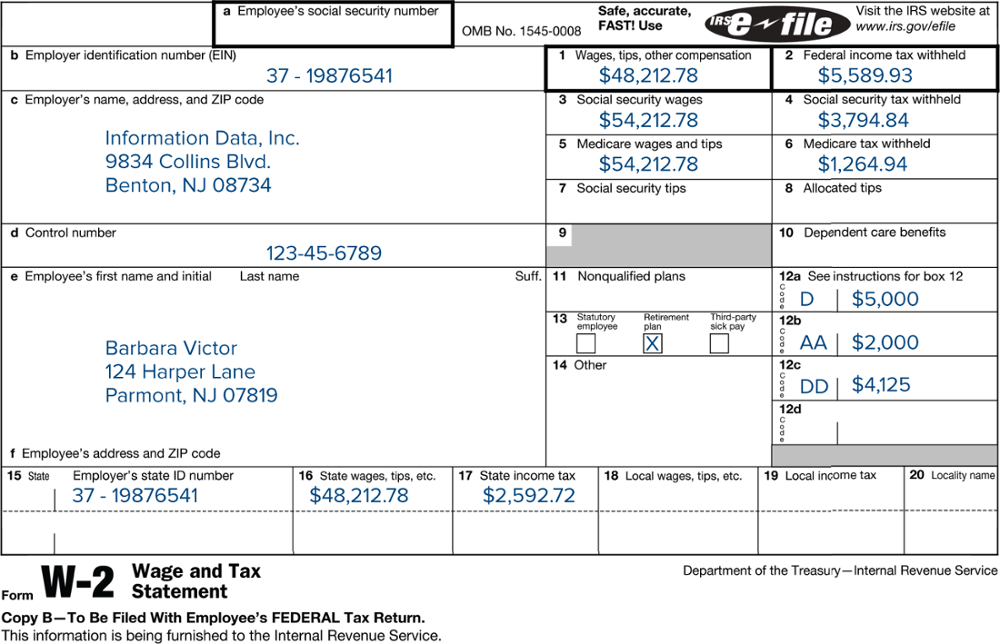 a Employee's social security number
OMB No. 1545-0008
Safe, accurate,
FAST! Use
IRS e file
Visit the IRS website at
www.irs.gov/efile
b Employer identification number (EIN)
37 - 19876541
1 Wages, tips, other compensation
$48,212.78
2 Federal income tax withheld
$5,589.93
c Employer's name, address, and ZIP code
Information Data, Inc.
9834 Collins Blvd.
Benton, NJ 08734
3 Social security wages
$54,212.78
4 Social security tax withheld
$3,794.84
5 Medicare wages and tips
$54,212.78
6 Medicare tax withheld
$1,264.94
7 Social security tips
8 Allocated tips
d Control number
123-45-6789
9
10 Dependent care benefits
e Employee's first name and initial Last name Suff.
Barbara Victor
124 Harper Lane
Parmont, NJ 07819
f Employee's address and ZIP code
11 Nonqualified plans
12a See instructions for box 12
Code D $5,000
13 Statutory employee Retirement plan Third-party sick pay
X
12b
Code AA $2,000
14 Other
12c
Code DD $4,125
12d
Code
15 State Employer's state ID number
37 - 19876541
16 State wages, tips, etc.
$48,212.78
17 State income tax
$2,592.72
18 Local wages, tips, etc.
19 Local income tax
20 Locality name
Form W-2 Wage and Tax
Statement
Department of the Treasury—Internal Revenue Service
Copy B—To Be Filed With Employee's FEDERAL Tax Return.
This information is being furnished to the Internal Revenue Service.